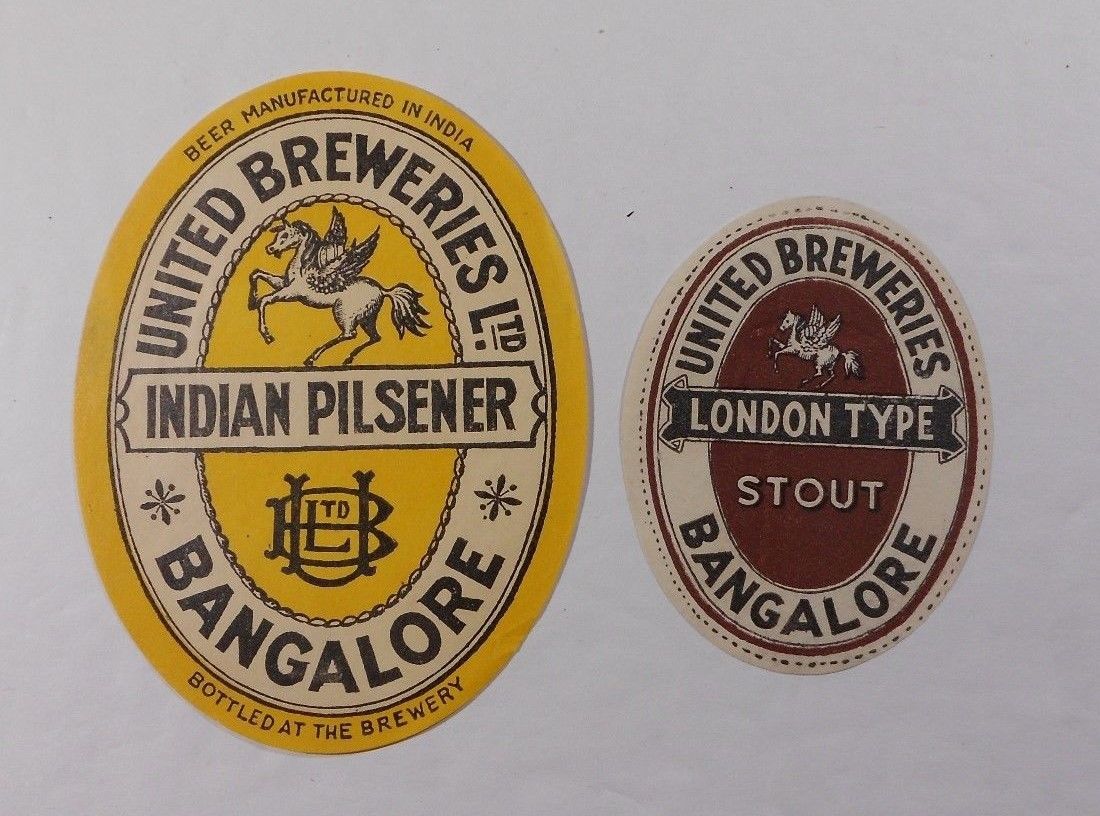 BEER MANUFACTURED IN INDIA
UNITED BREWERIES LTD.
INDIAN PILSENER
UB LTD
BANGALORE
BOTTLED AT THE BREWERY
UNITED BREWERIES
LONDON TYPE
STOUT
BANGALORE